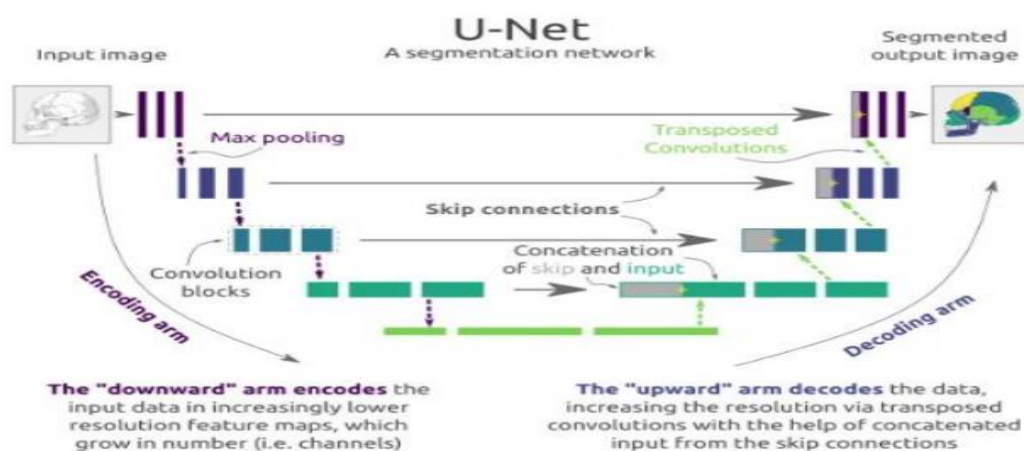 U-Net
A segmentation network
Input image
Segmented
output image
Max pooling
Transposed
Convolutions
Skip connections
Convolution
blocks
Concatenation
of skip and input
Encoding arm
Decoding arm
The "downward" arm encodes the
input data in increasingly lower
resolution feature maps, which
grow in number (i.e. channels)
The "upward" arm decodes the data,
increasing the resolution via transposed
convolutions with the help of concatenated
input from the skip connections